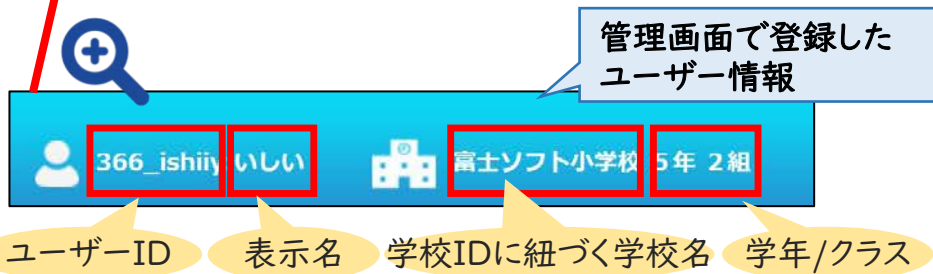 管理画面で登録した
ユーザー情報
366_ishiiy いしい 富士ソフト小学校 5年 2組
ユーザーID 表示名 学校IDに紐づく学校名 学年/クラス